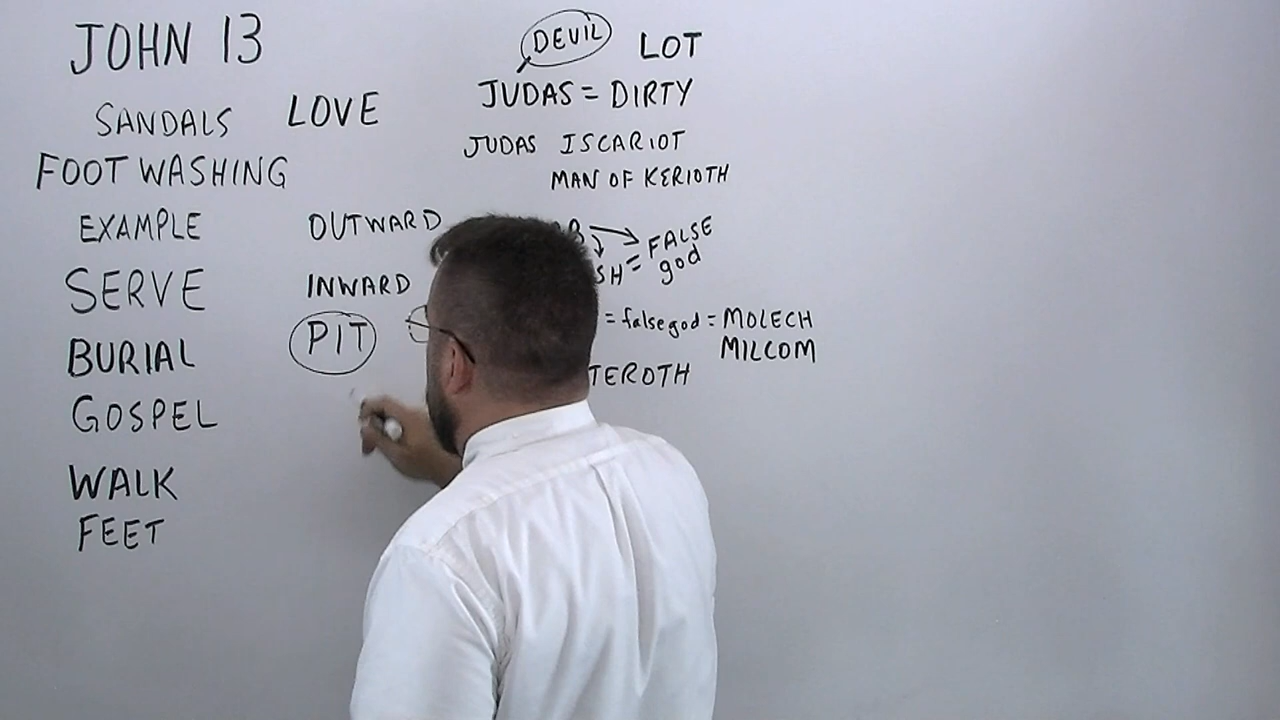 JOHN 13
SANDALS
FOOT WASHING
EXAMPLE
SERVE
BURIAL
GOSPEL
WALK
FEET
LOVE
OUTWARD
INWARD
PIT
DEVIL LOT
JUDAS = DIRTY
JUDAS ISCARIOT
MAN OF KERIOTH
FALSE
SH = god
= false god = MOLECH
MILCOM
TEROTH